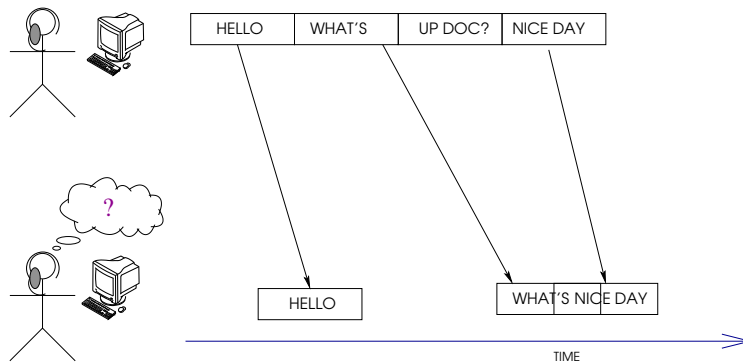 HELLO WHAT'S UP DOC? NICE DAY
?
HELLO
WHAT'S NICE DAY
TIME